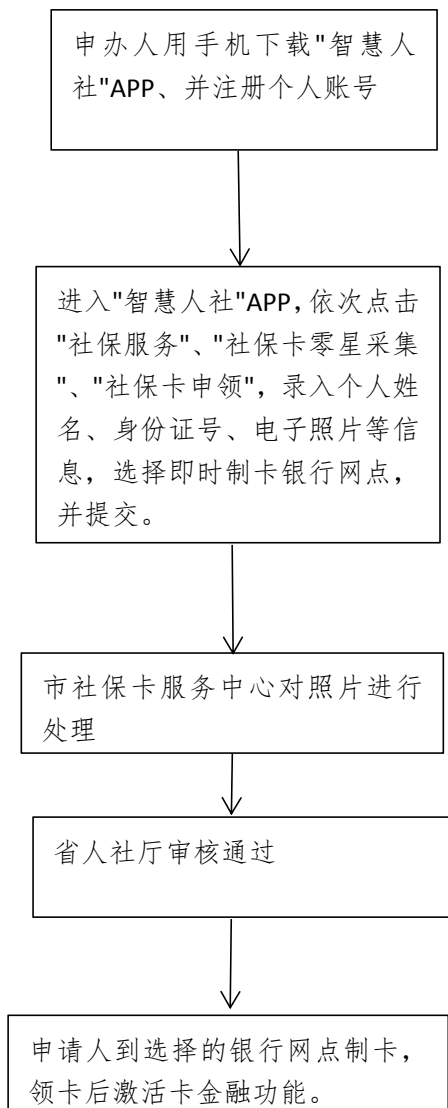 申办人用手机下载"智慧人
社"APP、并注册个人账号
进入"智慧人社"APP,依次点击
"社保服务"、"社保卡零星采集
"、"社保卡申领",录入个人姓
名、身份证号、电子照片等信
息，选择即时制卡银行网点，
并提交。
市社保卡服务中心对照片进行
处理
省人社厅审核通过
申请人到选择的银行网点制卡，
领卡后激活卡金融功能。